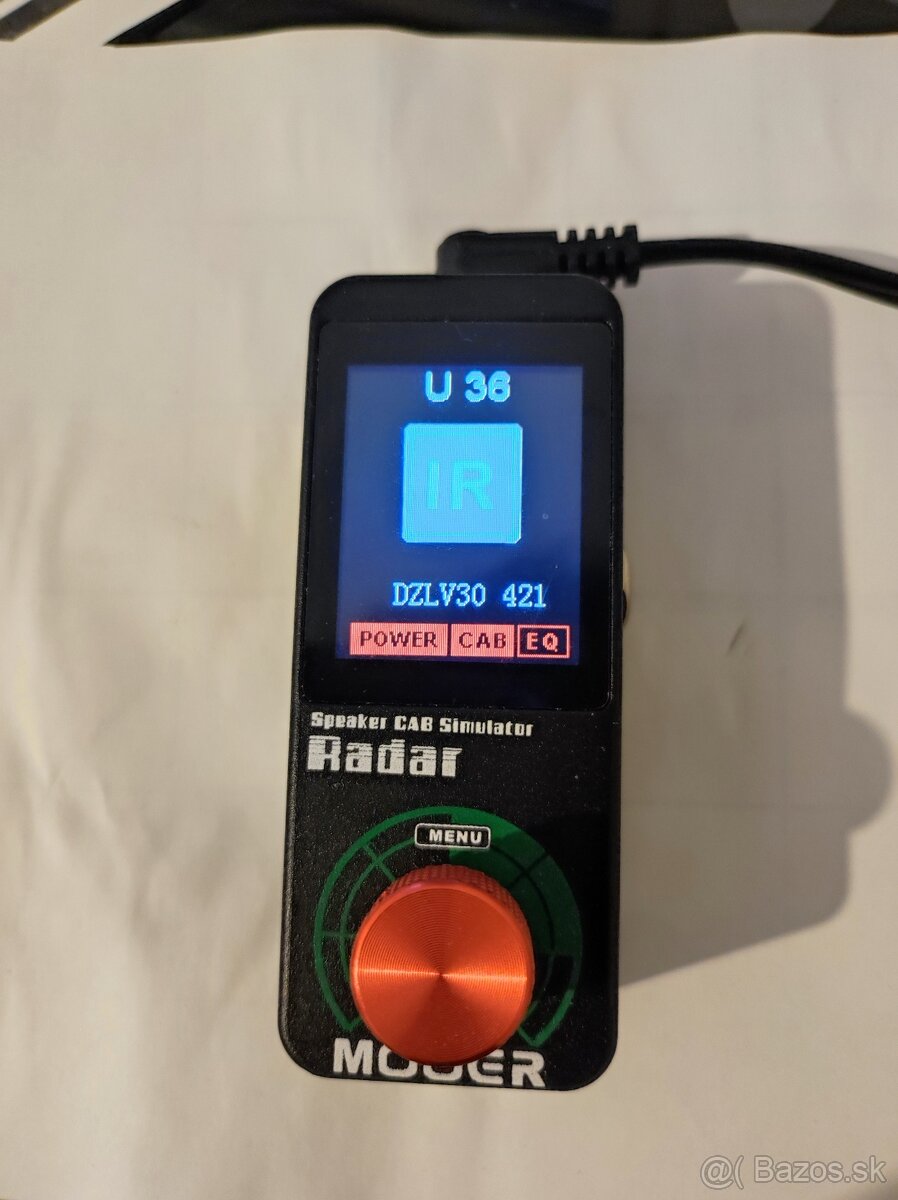 U 36
IR
DZLV30 421
POWER CAB EQ
Speaker CAB Simulator
Radar
MENU
MOOER
@( Bazos.sk